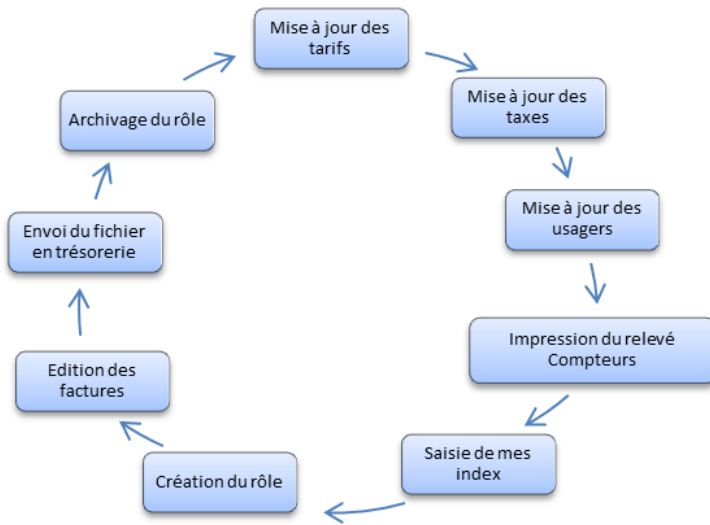 Mise à jour des
tarifs
Mise à jour des
taxes
Mise à jour des
usagers
Impression du relevé
Compteurs
Saisie de mes
index
Création du rôle
Edition des
factures
Envoi du fichier
en trésorerie
Archivage du rôle